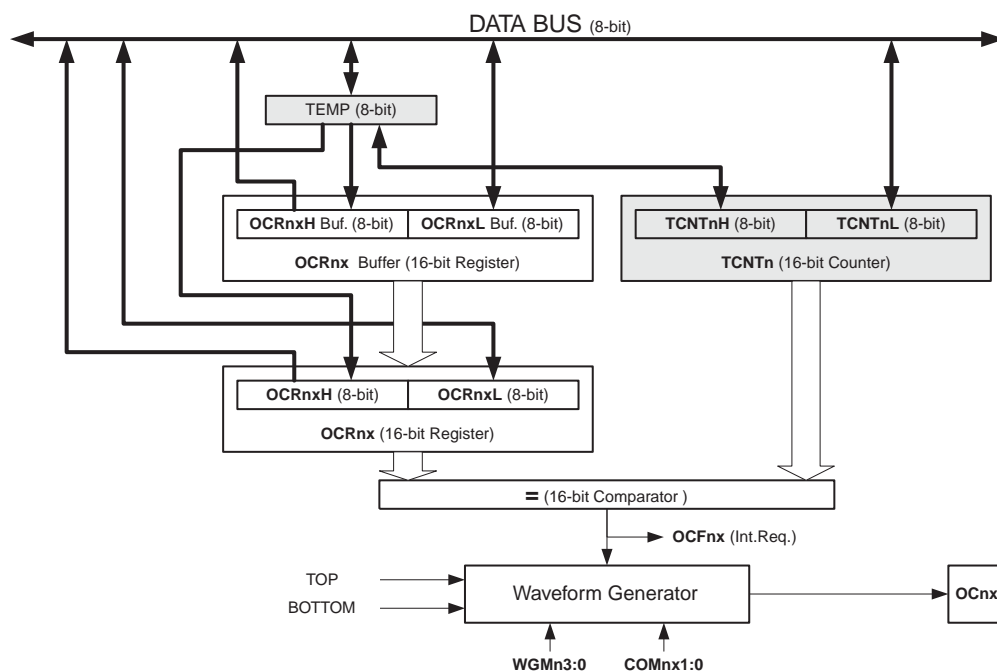 DATA BUS (8-bit)
TEMP (8-bit)
OCRnxH Buf. (8-bit) OCRnxL Buf. (8-bit)
OCRnx Buffer (16-bit Register)
TCNTnH (8-bit) TCNTnL (8-bit)
TCNTn (16-bit Counter)
OCRnxH (8-bit) OCRnxL (8-bit)
OCRnx (16-bit Register)
= (16-bit Comparator )
OCFnx (Int.Req.)
TOP
BOTTOM
Waveform Generator
OCnx
WGMn3:0 COMnx1:0